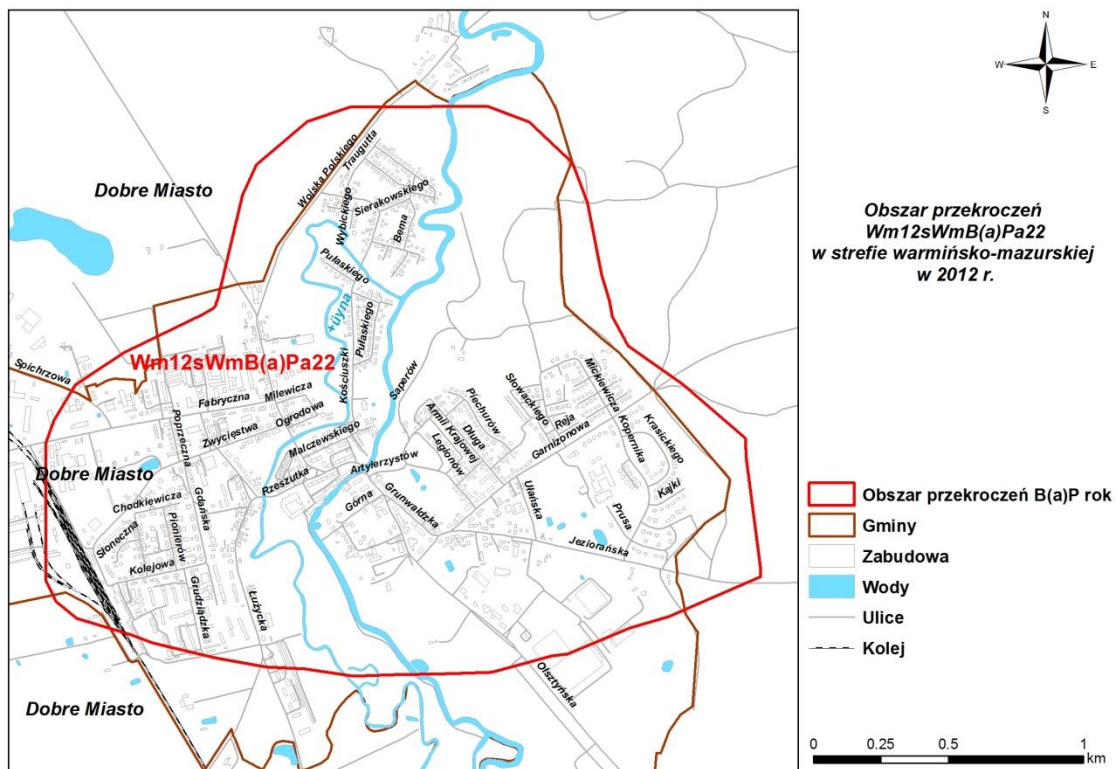 N
W E
S
Obszar przekroczeń
Wm12sWmB(a)Pa22
w strefie warmińsko-mazurskiej
w 2012 r.
Dobre Miasto
Wojska Polskiego
Traugutta
Wybickiego
Sierakowskiego
Bema
Pułaskiego
+üyna
Pułaskiego
Kościuszki
Saperów
Wm12sWmB(a)Pa22
Spichrzowa
Fabryczna
Milewicza
Poprzeczna
Zwycięstwa
Ogrodowa
Malczewskiego
Rzeszutka
Artylerzystów
Piechurów
Długa
Armii Krajowej
Legionów
Słowackiego
Reja
Garnizonowa
Mickiewicza
Kopernika
Krasickiego
Kajki
Prusa
Ułańska
Jeziorańska
Górna
Grunwaldzka
Dobre Miasto
Chodkiewicza
Gdańska
Słoneczna
Pionierów
Kolejowa
Grudziądzka
Łużycka
Olsztyńska
Dobre Miasto
Obszar przekroczeń B(a)P rok
Gminy
Zabudowa
Wody
Ulice
Kolej
0 0.25 0.5 1
km